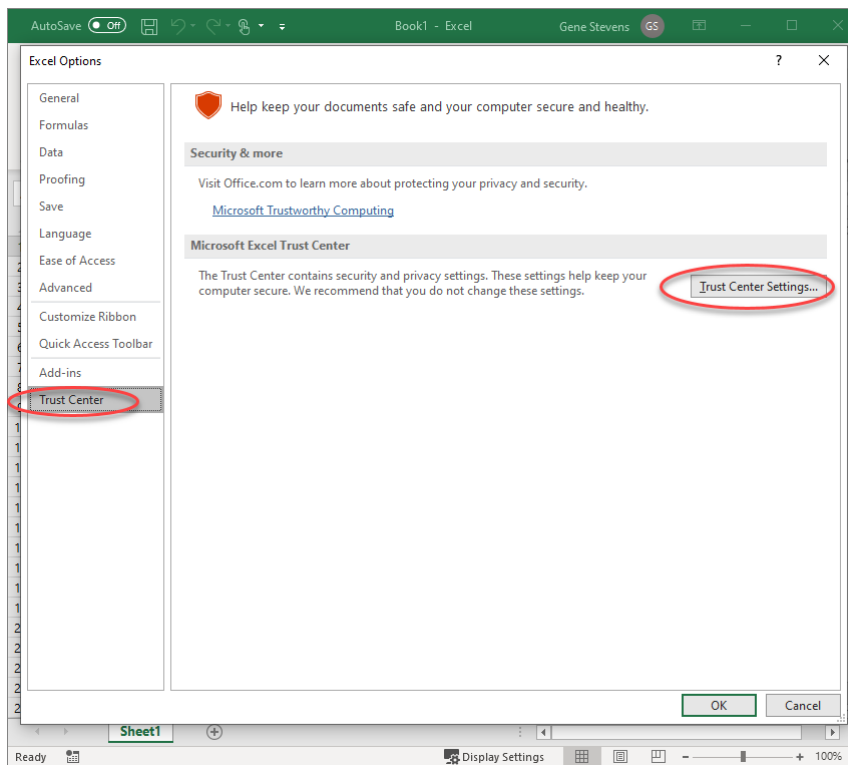 AutoSave Off Book1 - Excel Gene Stevens GS
Excel Options ? 
General
Formulas
Data
Proofing
Save
Language
Ease of Access
Advanced
Customize Ribbon
Quick Access Toolbar
Add-ins
Trust Center
Help keep your documents safe and your computer secure and healthy.
Security & more
Visit Office.com to learn more about protecting your privacy and security.
Microsoft Trustworthy Computing
Microsoft Excel Trust Center
The Trust Center contains security and privacy settings. These settings help keep your
computer secure. We recommend that you do not change these settings.
Trust Center Settings...
OK Cancel
Sheet1
Ready Display Settings 100%